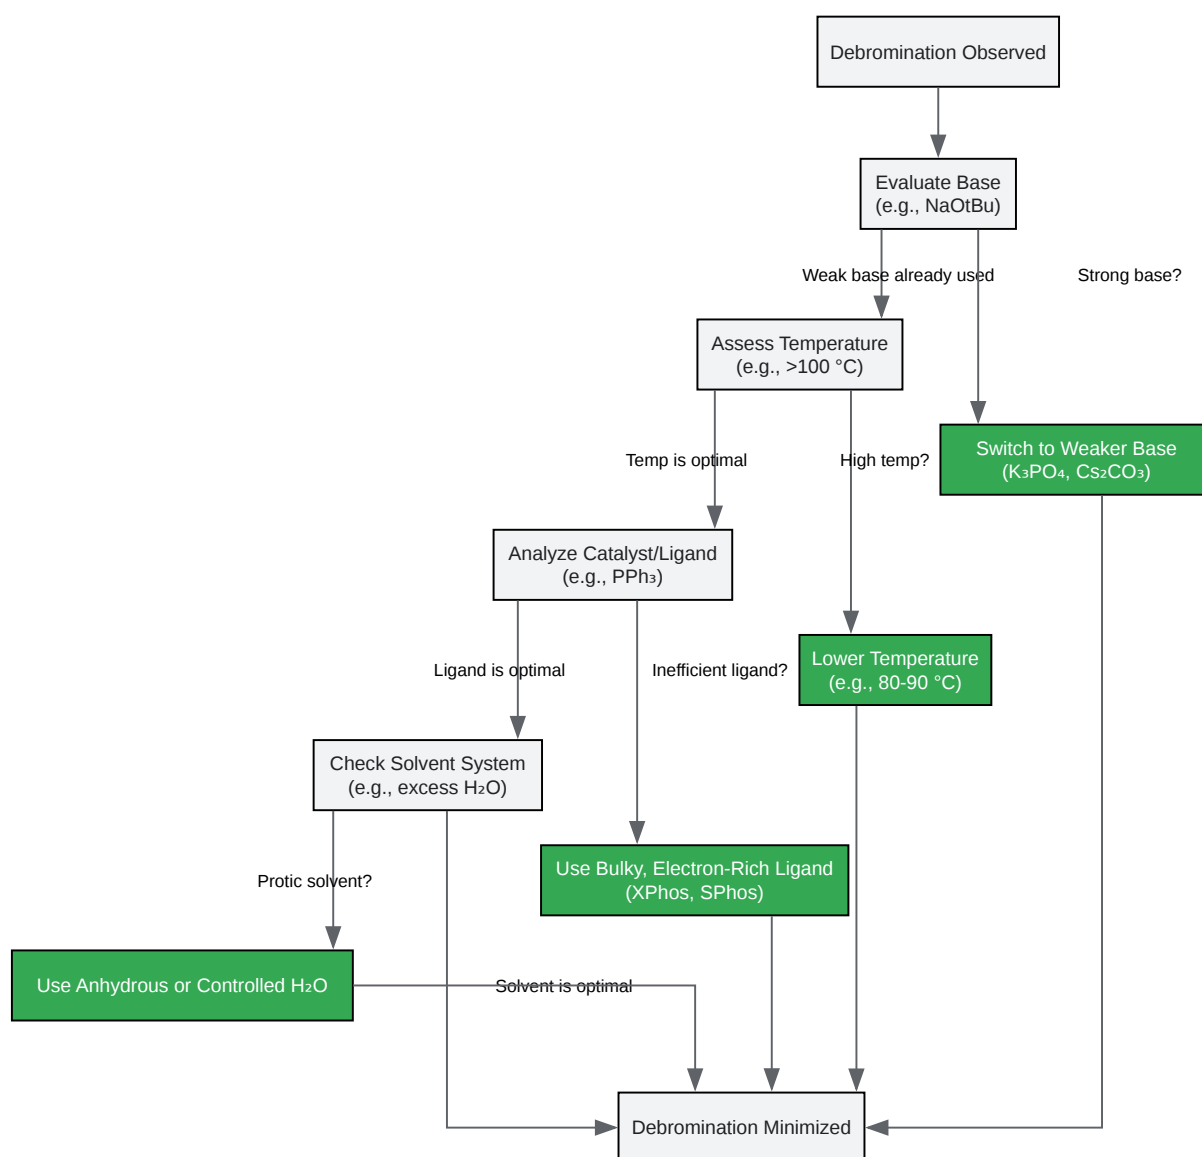 Debromination Observed
Evaluate Base
(e.g., NaOtBu)
Weak base already used
Strong base?
Assess Temperature
(e.g., >100 °C)
Temp is optimal
High temp?
Switch to Weaker Base
(K₃PO₄, Cs₂CO₃)
Analyze Catalyst/Ligand
(e.g., PPh₃)
Ligand is optimal
Inefficient ligand?
Lower Temperature
(e.g., 80-90 °C)
Check Solvent System
(e.g., excess H₂O)
Protic solvent?
Use Bulky, Electron-Rich Ligand
(XPhos, SPhos)
Use Anhydrous or Controlled H₂O
Solvent is optimal
Debromination Minimized